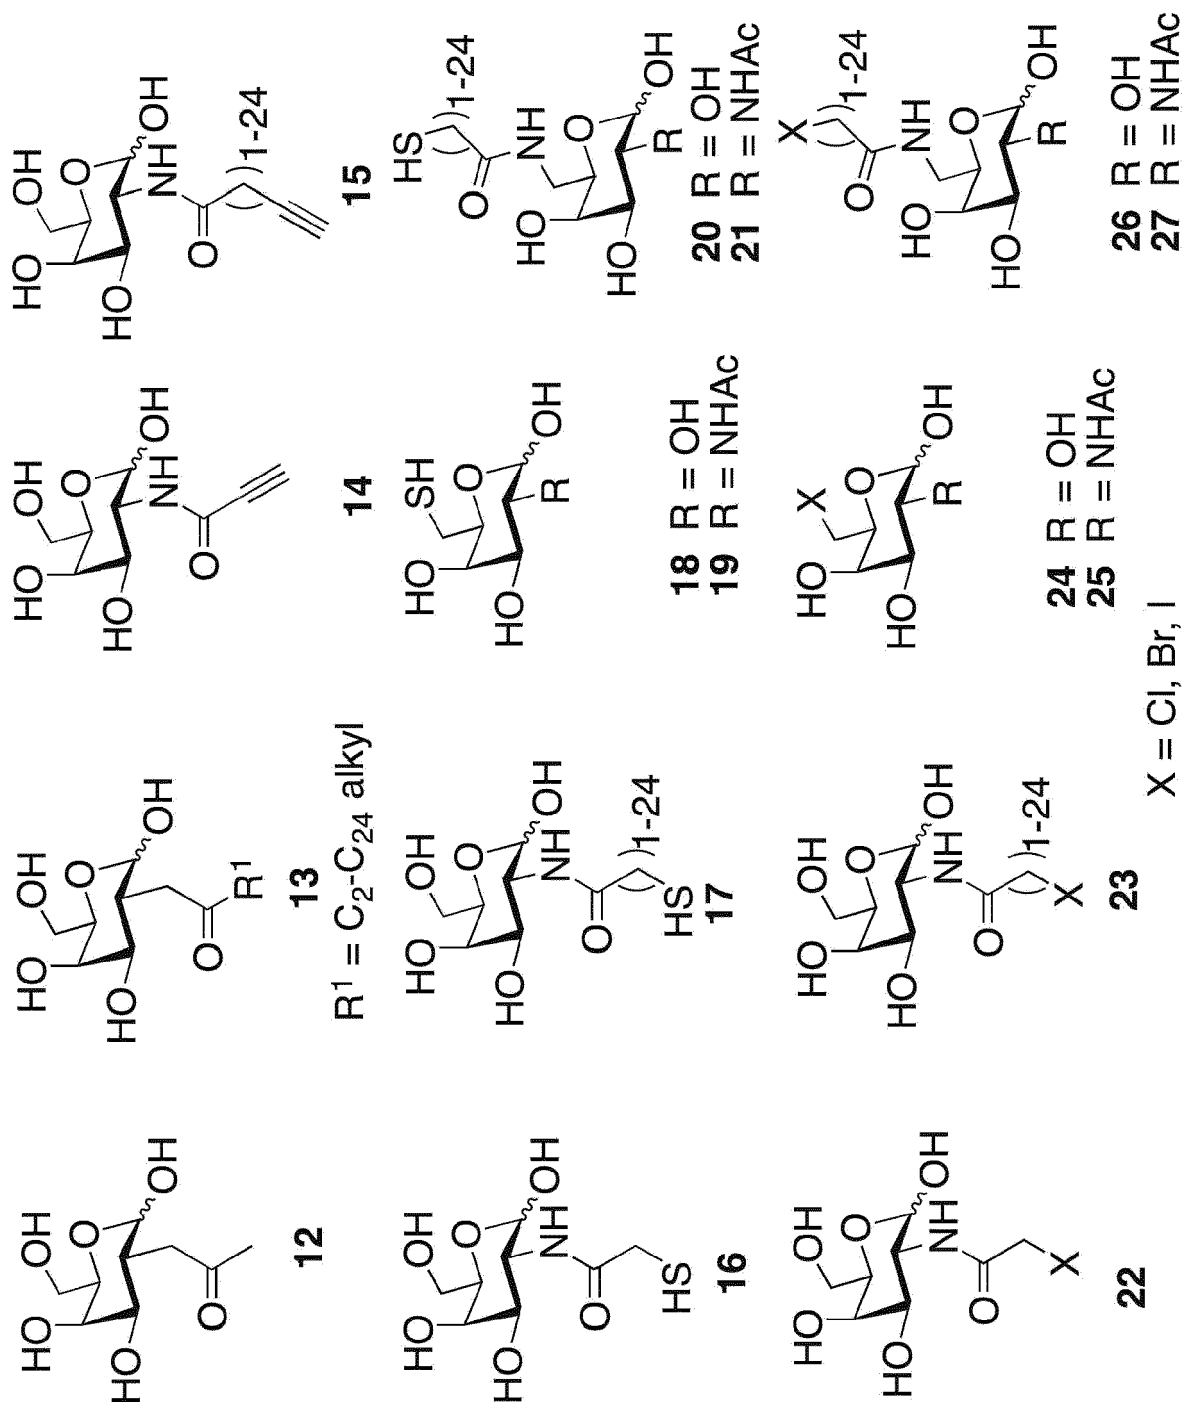 HO OH
O
HO
OH
O
12
HO OH
O
HO
OH
O
R¹
13
R¹ = C₂-C₂₄ alkyl
HO OH
O
HO
NH OH
O
14
HO OH
O
HO
NH OH
O
1-24
15
HO OH
O
HO
NH OH
O
HS
16
HO OH
O
HO
NH OH
O
HS
1-24
17
HO SH
O
HO
R
OH
18 R = OH
19 R = NHAc
HS
1-24
O
NH
HO
O
HO
R
OH
20 R = OH
21 R = NHAc
HO OH
O
HO
NH OH
O
X
22
HO OH
O
HO
NH OH
O
X
1-24
23
HO X
O
HO
R
OH
24 R = OH
25 R = NHAc
X
1-24
O
NH
HO
O
HO
R
OH
26 R = OH
27 R = NHAc
X = Cl, Br, I